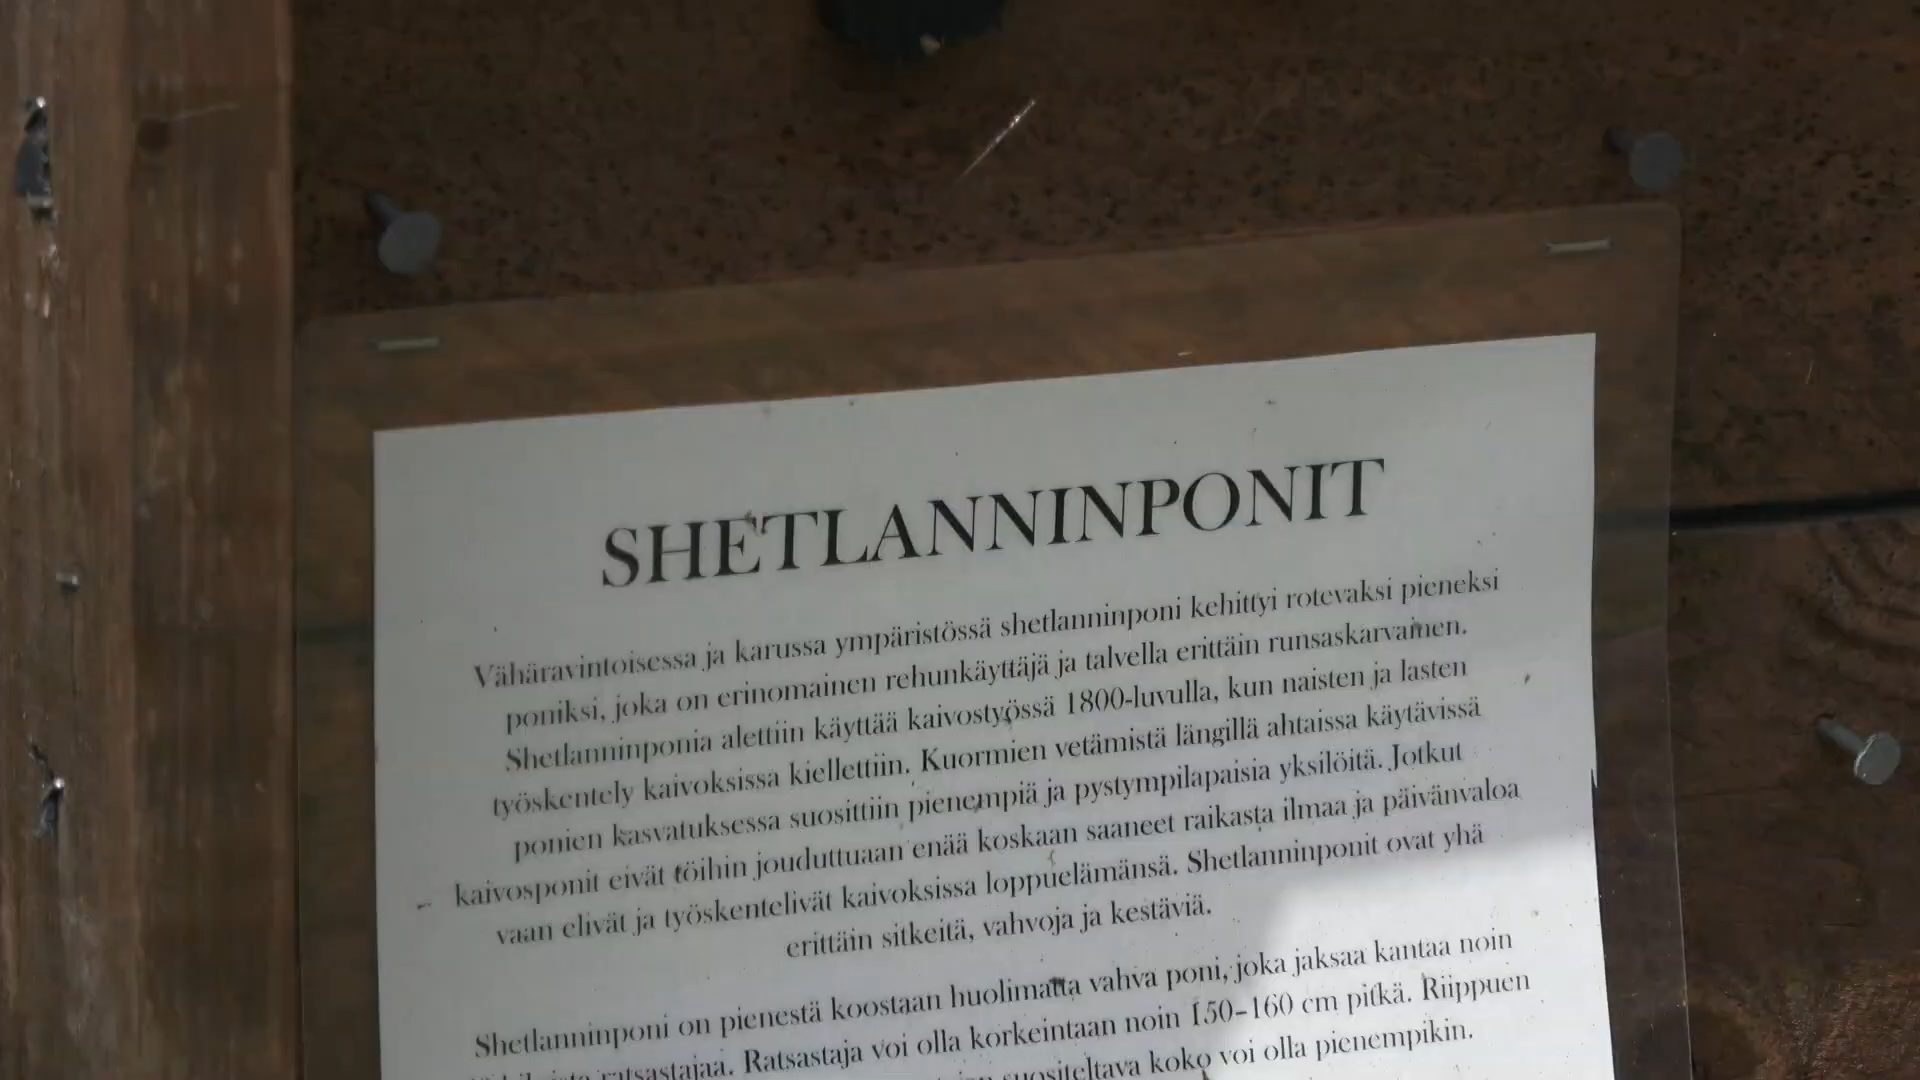 SHETLANNINPONIT
Vähäravintoisessa ja karussa ympäristössä shetlanninponi kehittyi rotevaksi pieneksi
poniksi, joka on erinomainen rehunkäyttäjä ja talvella erittäin runsaskarvainen.
Shetlanninponia alettiin käyttää kaivostyössä 1800-luvulla, kun naisten ja lasten
työskentely kaivoksissa kiellettiin. Kuormien vetämistä längillä ahtaissa käytävissä
ponien kasvatuksessa suosittiin pienempiä ja pystympilapaisia yksilöitä. Jotkut
kaivosponit eivät töihin jouduttuaan enää koskaan saaneet raikasta ilmaa ja päivänvaloa
vaan elivät ja työskentelivät kaivoksissa loppuelämänsä. Shetlanninponit ovat yhä
erittäin sitkeitä, vahvoja ja kestäviä.
Shetlanninponi on pienestä koostaan huolimatta vahva poni, joka jaksaa kantaa noin
ratsastajaa. Ratsastaja voi olla korkeintaan noin 150–160 cm pitkä. Riippuen
suositeltava koko voi olla pienempikin.